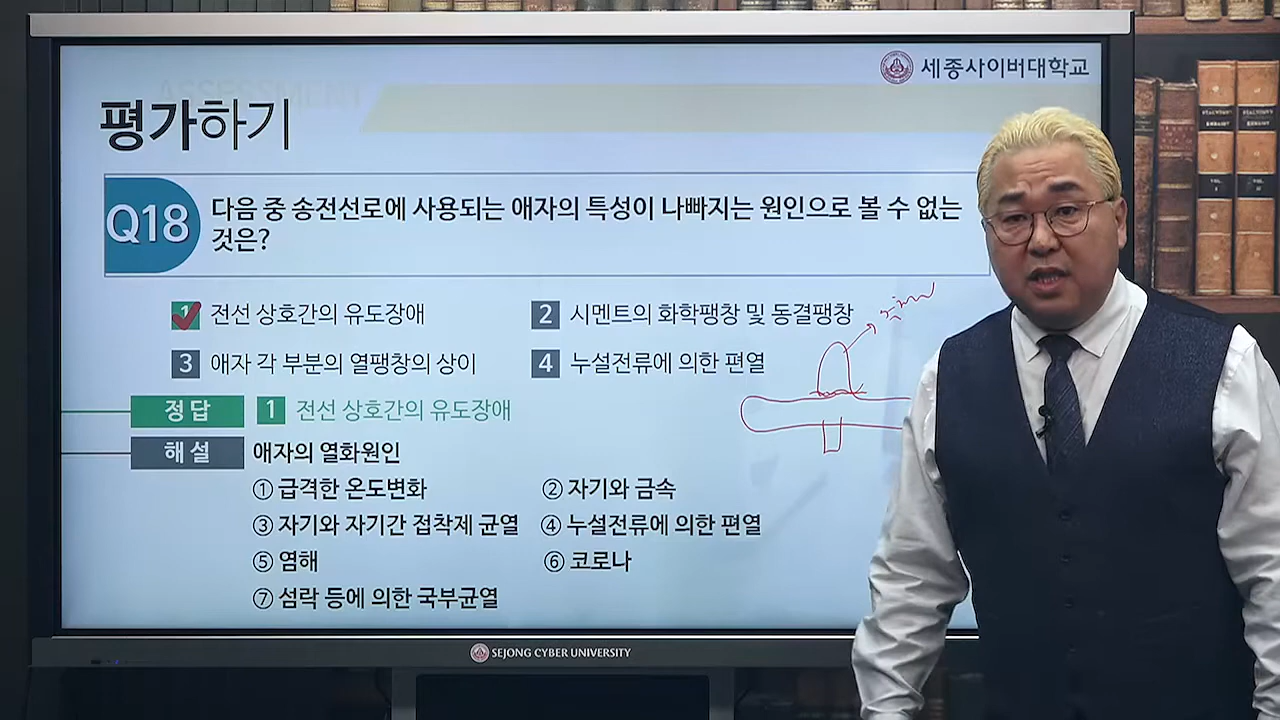 세종사이버대학교
평가하기
Q18 다음 중 송전선로에 사용되는 애자의 특성이 나빠지는 원인으로 볼 수 없는
것은?
1 전선 상호간의 유도장애
2 시멘트의 화학팽창 및 동결팽창
3 애자 각 부분의 열팽창의 상이
4 누설전류에 의한 편열
정답 1 전선 상호간의 유도장애
해설 애자의 열화원인
① 급격한 온도변화
② 자기와 금속
③ 자기와 자기간 접착제 균열
④ 누설전류에 의한 편열
⑤ 염해
⑥ 코로나
⑦ 섬락 등에 의한 국부균열
SEJONG CYBER UNIVERSITY